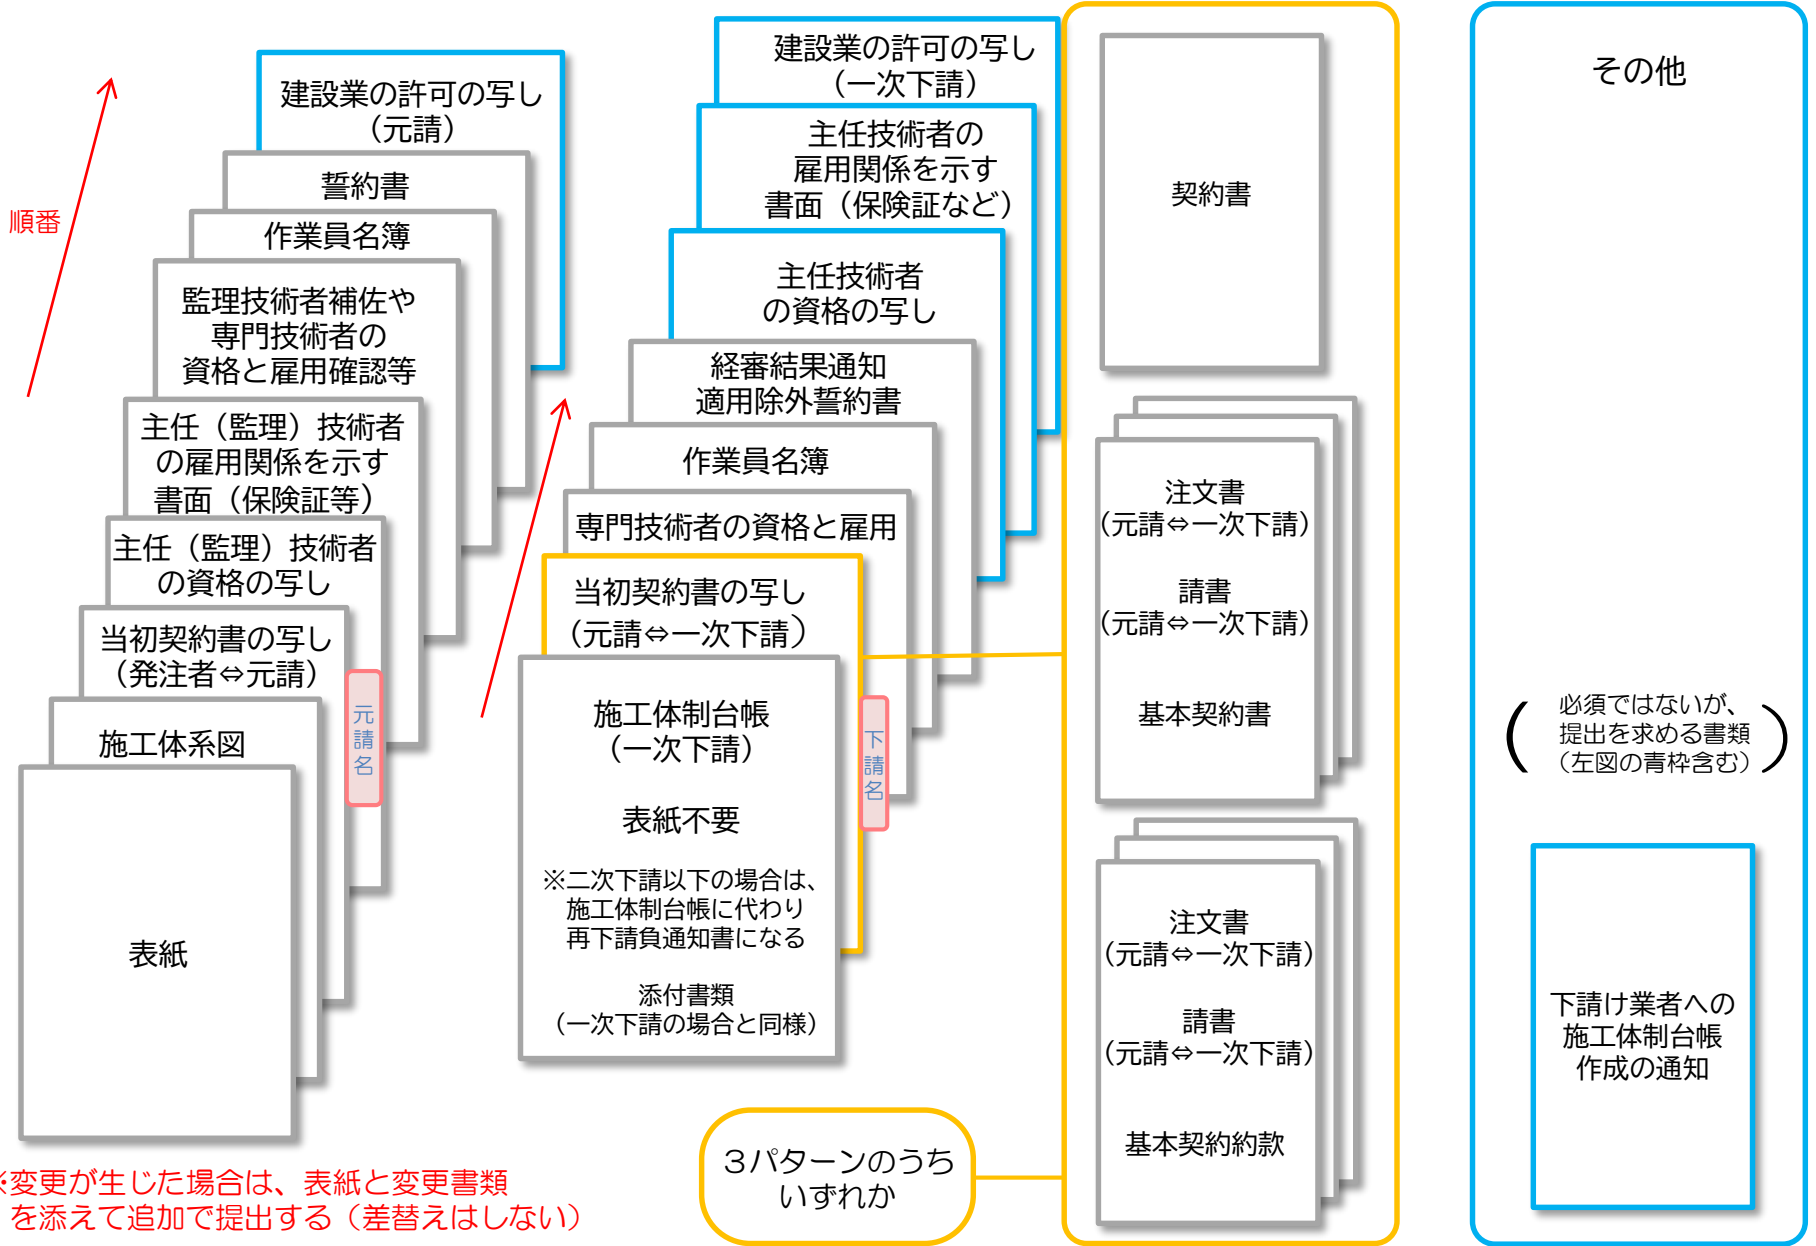 順番
建設業の許可の写し
（元請）
誓約書
作業員名簿
監理技術者補佐や
専門技術者の
資格と雇用確認等
主任（監理）技術者
の雇用関係を示す
書面（保険証等）
主任（監理）技術者
の資格の写し
当初契約書の写し
（発注者⇔元請）
施工体系図
表紙
元請名
※変更が生じた場合は、表紙と変更書類
を添えて追加で提出する（差替えはしない）
建設業の許可の写し
（一次下請）
主任技術者の
雇用関係を示す
書面（保険証など）
主任技術者
の資格の写し
経審結果通知
適用除外誓約書
作業員名簿
専門技術者の資格と雇用
当初契約書の写し
（元請⇔一次下請）
施工体制台帳
（一次下請）
表紙不要
※二次下請以下の場合は、
施工体制台帳に代わり
再下請負通知書になる
添付書類
（一次下請の場合と同様）
下請名
3パターンのうち
いずれか
契約書
注文書
（元請⇔一次下請）
請書
（元請⇔一次下請）
基本契約書
注文書
（元請⇔一次下請）
請書
（元請⇔一次下請）
基本契約約款
その他
（必須ではないが、
提出を求める書類
（左図の青枠含む））
下請け業者への
施工体制台帳
作成の通知